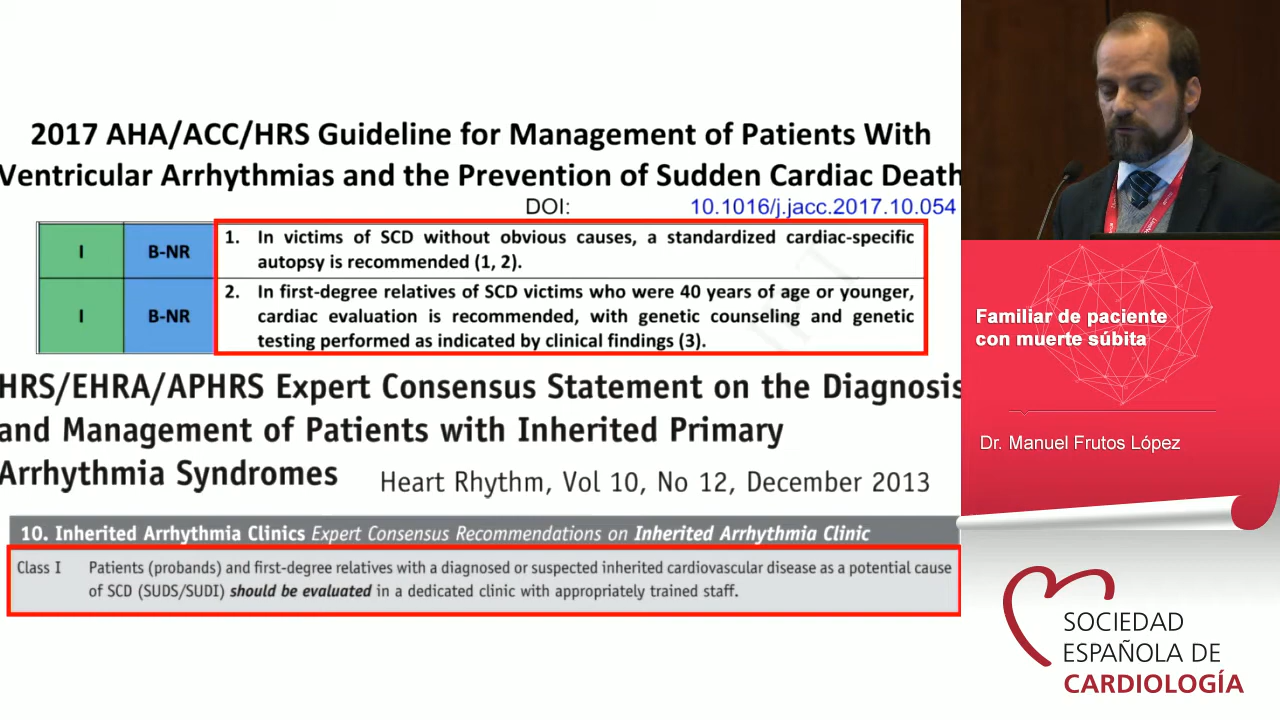 2017 AHA/ACC/HRS Guideline for Management of Patients With
Ventricular Arrhythmias and the Prevention of Sudden Cardiac Death
DOI: 10.1016/j.jacc.2017.10.054
I B-NR 1. In victims of SCD without obvious causes, a standardized cardiac-specific
autopsy is recommended (1, 2).
I B-NR 2. In first-degree relatives of SCD victims who were 40 years of age or younger,
cardiac evaluation is recommended, with genetic counseling and genetic
testing performed as indicated by clinical findings (3).
HRS/EHRA/APHRS Expert Consensus Statement on the Diagnosis
and Management of Patients with Inherited Primary
Arrhythmia Syndromes Heart Rhythm, Vol 10, No 12, December 2013
10. Inherited Arrhythmia Clinics Expert Consensus Recommendations on Inherited Arrhythmia Clinic
Class I Patients (probands) and first-degree relatives with a diagnosed or suspected inherited cardiovascular disease as a potential cause
of SCD (SUDS/SUDI) should be evaluated in a dedicated clinic with appropriately trained staff.
Familiar de paciente
con muerte súbita
Dr. Manuel Frutos López
SOCIEDAD
ESPAÑOLA DE
CARDIOLOGÍA